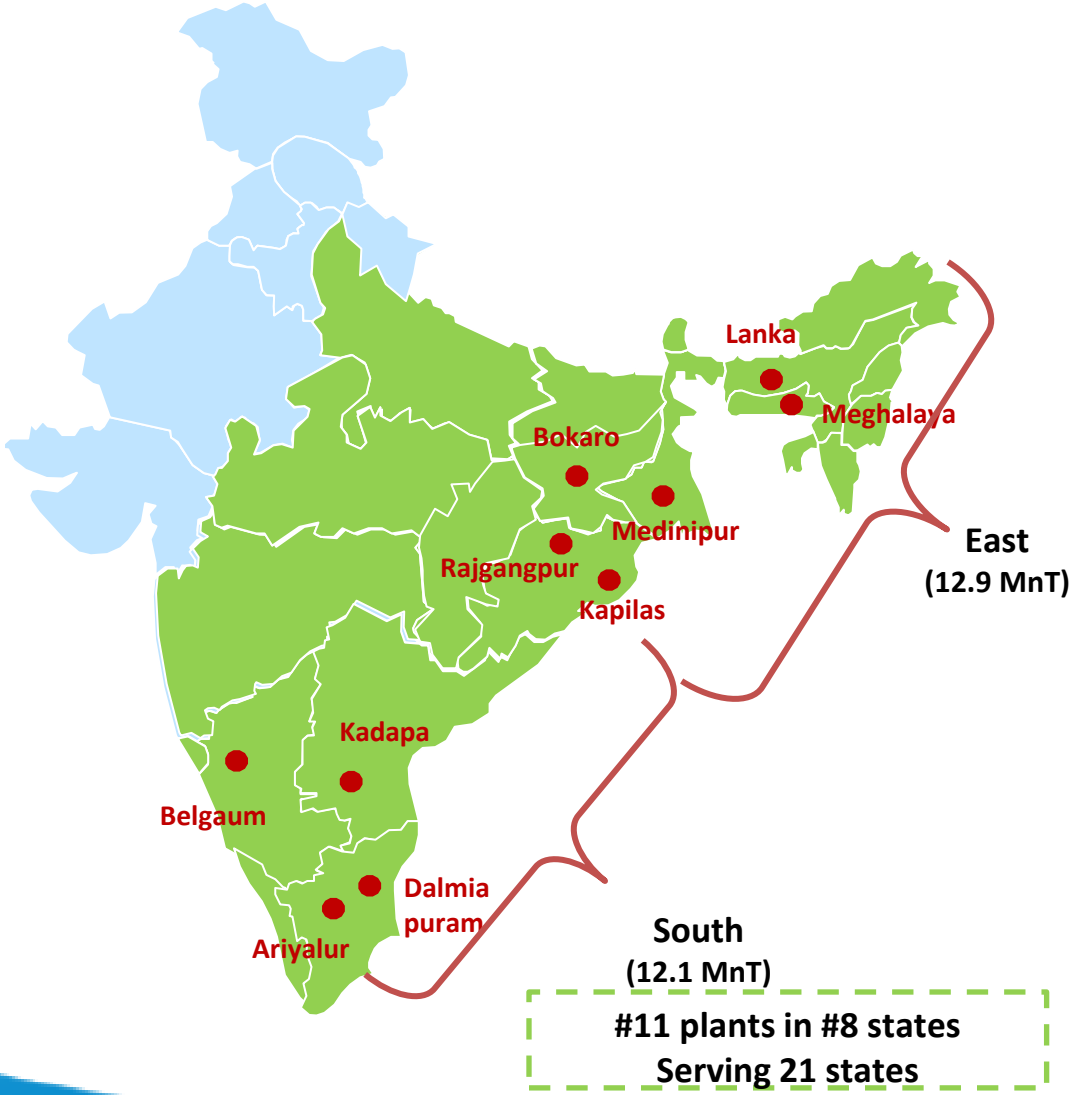 Lanka
Meghalaya
Bokaro
Medinipur
Rajgangpur
Kapilas
East
(12.9 MnT)
Kadapa
Belgaum
Dalmia
puram
Ariyalur
South
(12.1 MnT)
#11 plants in #8 states
Serving 21 states